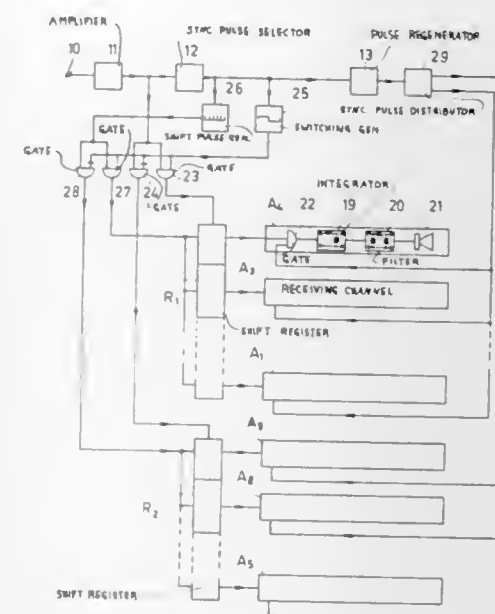 AMPLIFIER
SYNC PULSE SELECTOR
PULSE REGENERATOR
10 11 12 13 29
26 25
SYNC PULSE DISTRIBUTOR
SHIFT PULSE GEN.
SWITCHING GEN
GATE GATE
28 27 24 23 GATE
GATE
INTEGRATOR
A4 22 19 20 21
GATE FILTER
A3
RECEIVING CHANNEL
R1
SHIFT REGISTER
A1
A9
A8
R2
A5
SHIFT REGISTER